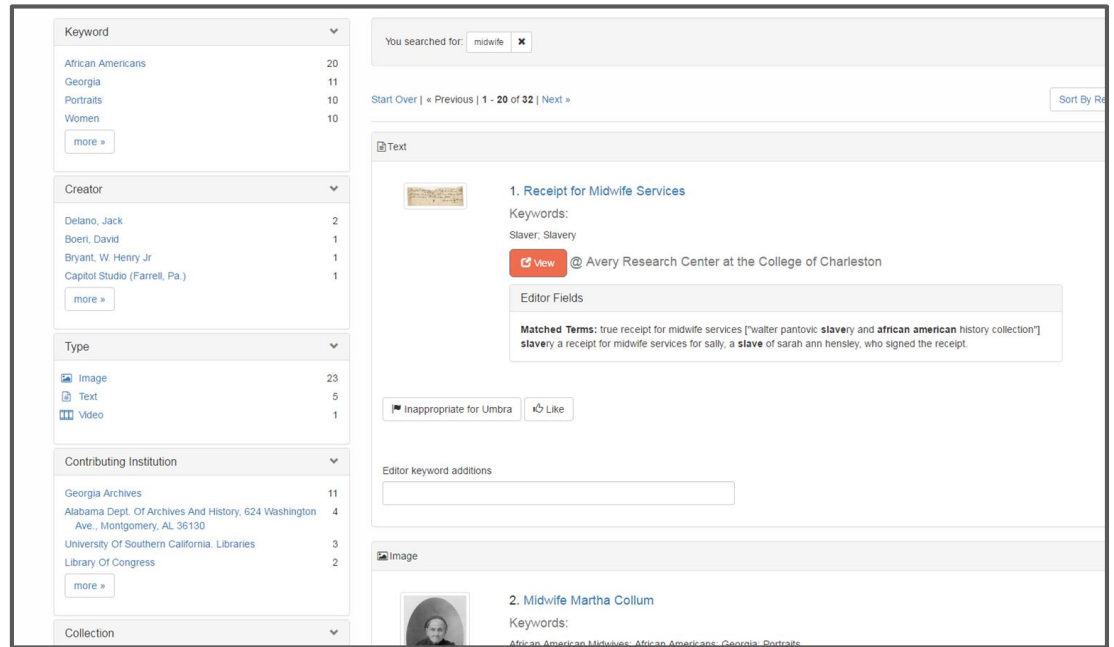 Keyword
African Americans 20
Georgia 11
Portraits 10
Women 10
more »
Creator
Delano, Jack 2
Boeri, David 1
Bryant, W. Henry Jr 1
Capitol Studio (Farrell, Pa.) 1
more »
Type
Image 23
Text 5
Video 1
Contributing Institution
Georgia Archives 11
Alabama Dept. Of Archives And History, 624 Washington 4
Ave., Montgomery, AL 36130
University Of Southern California. Libraries 3
Library Of Congress 2
more »
Collection
You searched for: midwife ✖
Start Over | « Previous | 1 - 20 of 32 | Next »
Sort By Re
Text
1. Receipt for Midwife Services
Keywords:
Slaver; Slavery
View @ Avery Research Center at the College of Charleston
Editor Fields
Matched Terms: true receipt for midwife services ["walter pantovic slavery and african american history collection"]
slavery a receipt for midwife services for sally, a slave of sarah ann hensley, who signed the receipt.
Inappropriate for Umbra
Like
Editor keyword additions
Image
2. Midwife Martha Collum
Keywords:
African American Midwives; African Americans; Georgia; Portraits